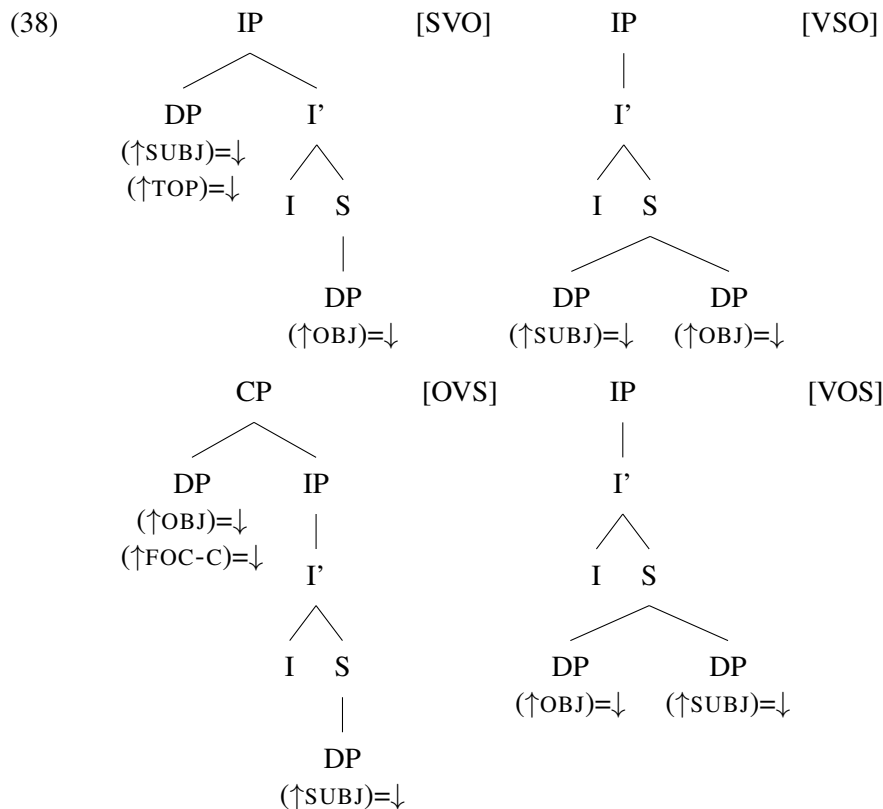 (38) IP [SVO] IP [VSO]
DP I’ I’
(↑SUBJ)=↓
(↑TOP)=↓ I S I S
DP DP DP
(↑OBJ)=↓ (↑SUBJ)=↓ (↑OBJ)=↓
CP [OVS] IP [VOS]
DP IP I’
(↑OBJ)=↓
(↑FOC-C)=↓ I’ I S
I S DP DP
(↑OBJ)=↓ (↑SUBJ)=↓
DP
(↑SUBJ)=↓